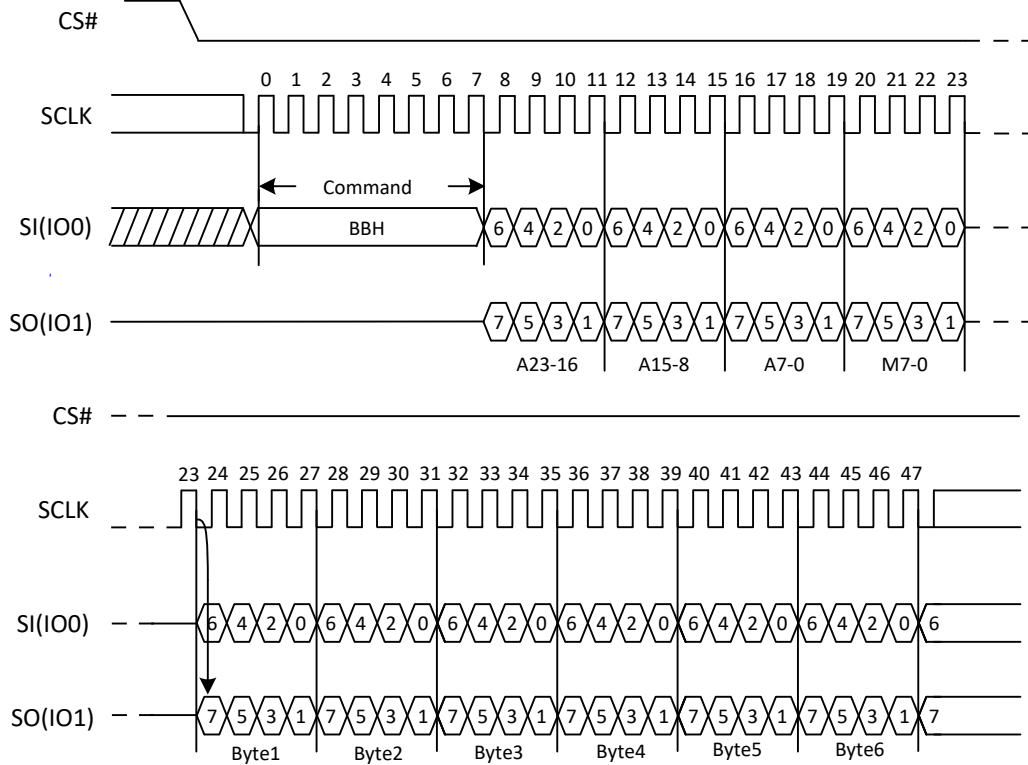 CS#
0 1 2 3 4 5 6 7 8 9 10 11 12 13 14 15 16 17 18 19 20 21 22 23
SCLK
Command
SI(IO0) BBH 6 4 2 0 6 4 2 0 6 4 2 0 6 4 2 0
SO(IO1) 7 5 3 1 7 5 3 1 7 5 3 1 7 5 3 1
A23-16 A15-8 A7-0 M7-0
CS#
23 24 25 26 27 28 29 30 31 32 33 34 35 36 37 38 39 40 41 42 43 44 45 46 47
SCLK
SI(IO0) 6 4 2 0 6 4 2 0 6 4 2 0 6 4 2 0 6 4 2 0 6 4 2 0 6
SO(IO1) 7 5 3 1 7 5 3 1 7 5 3 1 7 5 3 1 7 5 3 1 7 5 3 1 7
Byte1 Byte2 Byte3 Byte4 Byte5 Byte6